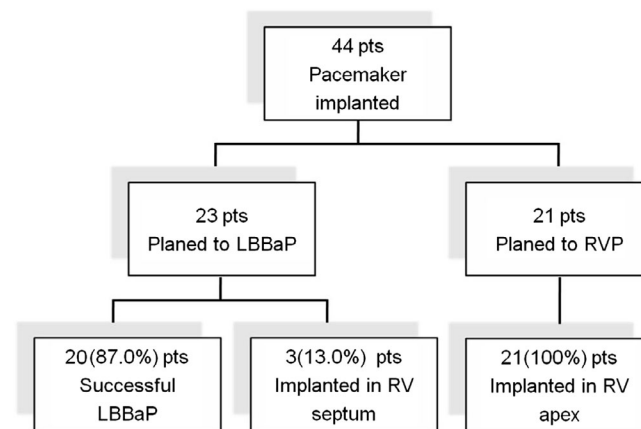 44 pts
Pacemaker
implanted
23 pts
Planed to LBBaP
21 pts
Planed to RVP
20(87.0%) pts
Successful
LBBaP
3(13.0%) pts
Implanted in RV
septum
21(100%) pts
Implanted in RV
apex